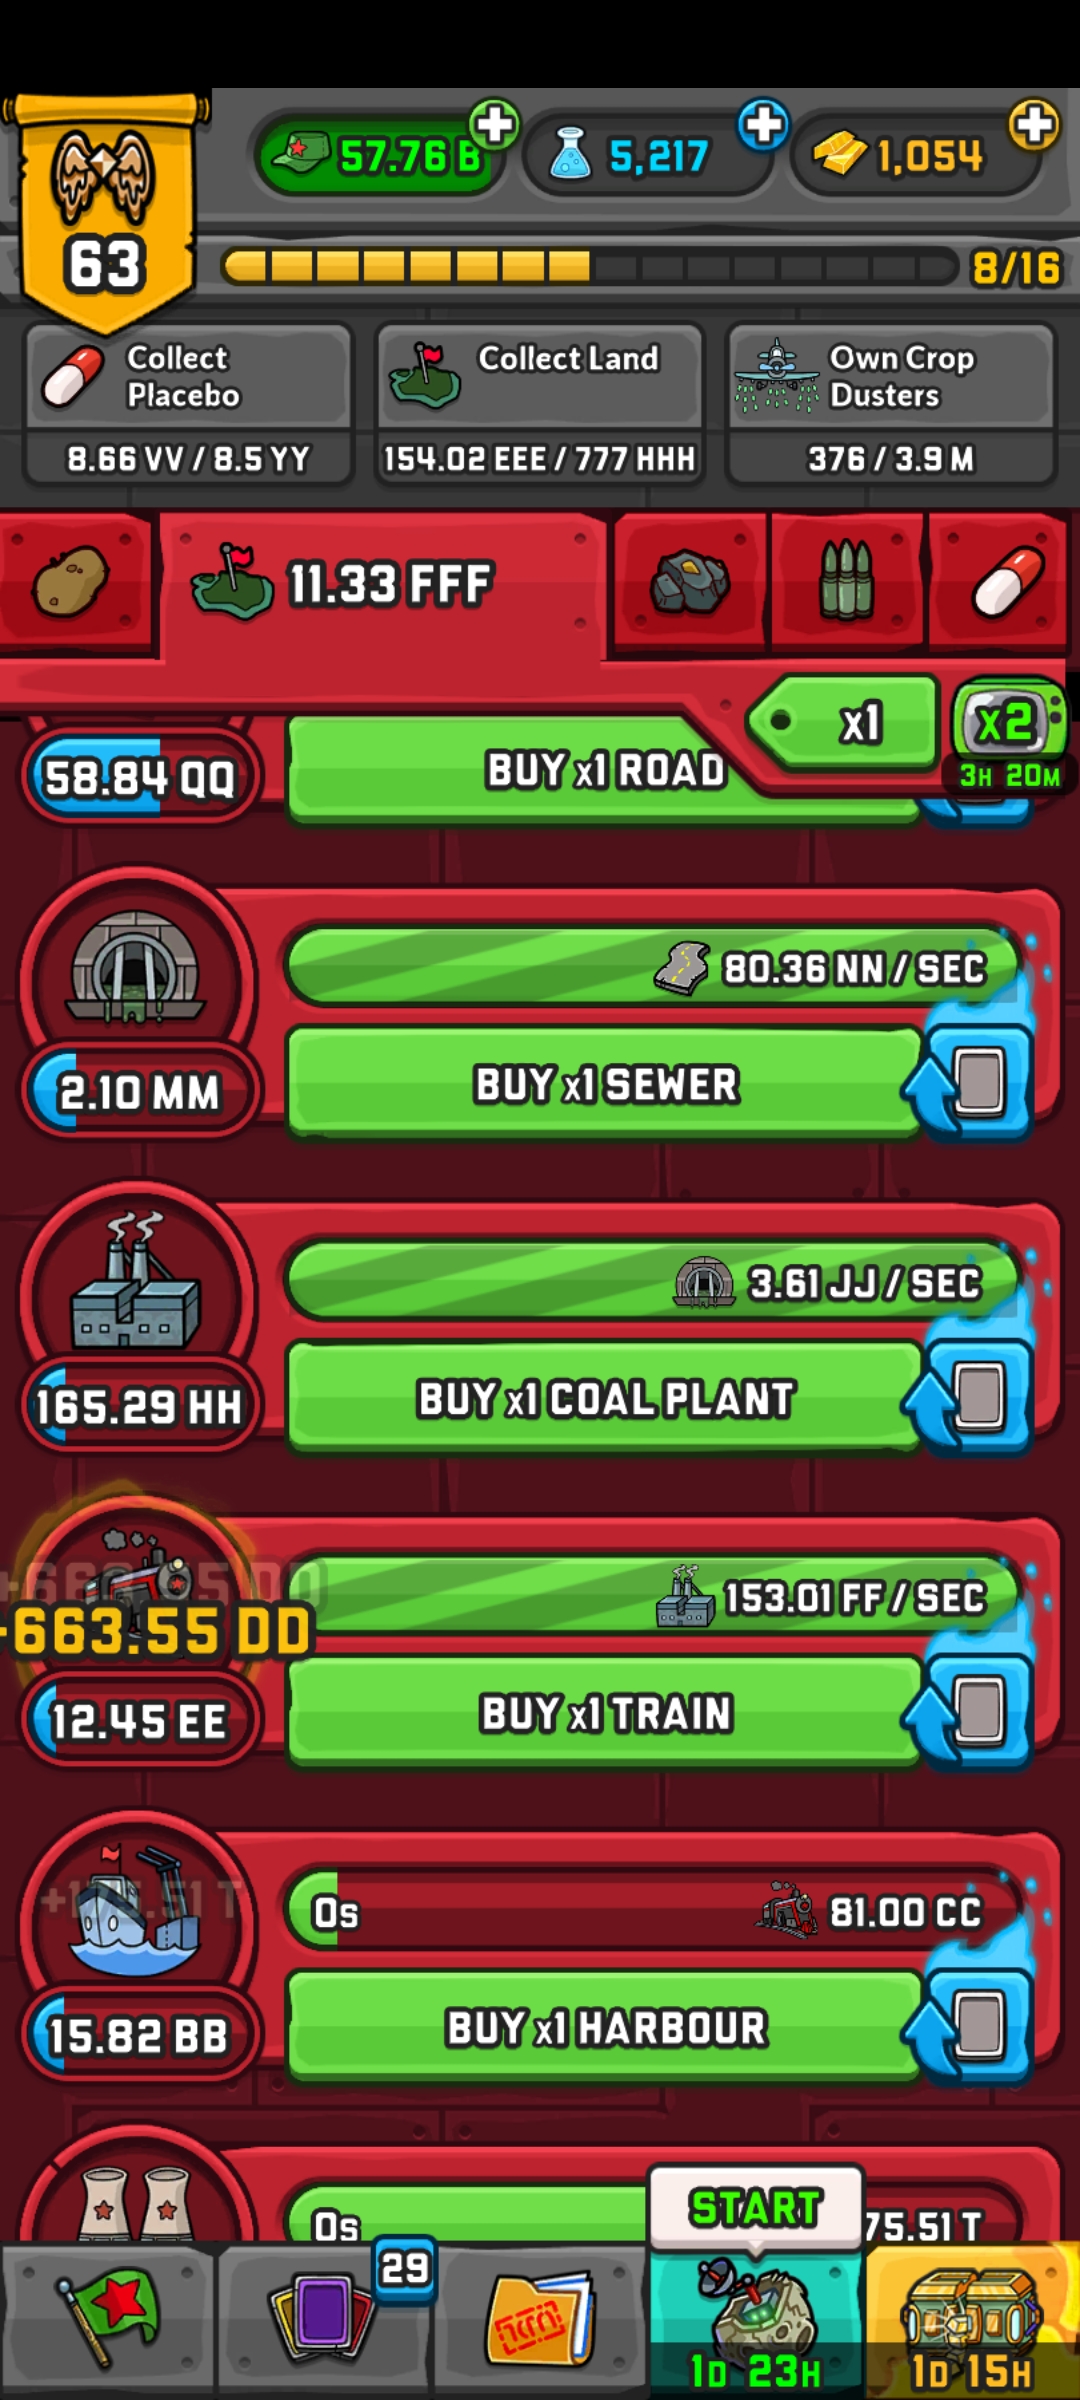 57.76 B
5,217
1,054
63
8/16
Collect
Placebo
8.66 VV / 8.5 YY
Collect Land
154.02 EEE / 777 HHH
Own Crop
Dusters
376 / 3.9 M
11.33 FFF
x1
x2
3H 20M
58.84 QQ
BUY x1 ROAD
80.36 NN / SEC
2.10 MM
BUY x1 SEWER
3.61 JJ / SEC
165.29 HH
BUY x1 COAL PLANT
153.01 FF / SEC
663.55 DD
12.45 EE
BUY x1 TRAIN
0s
81.00 CC
15.82 BB
BUY x1 HARBOUR
0s
75.51 T
START
29
1D 23H
1D 15H